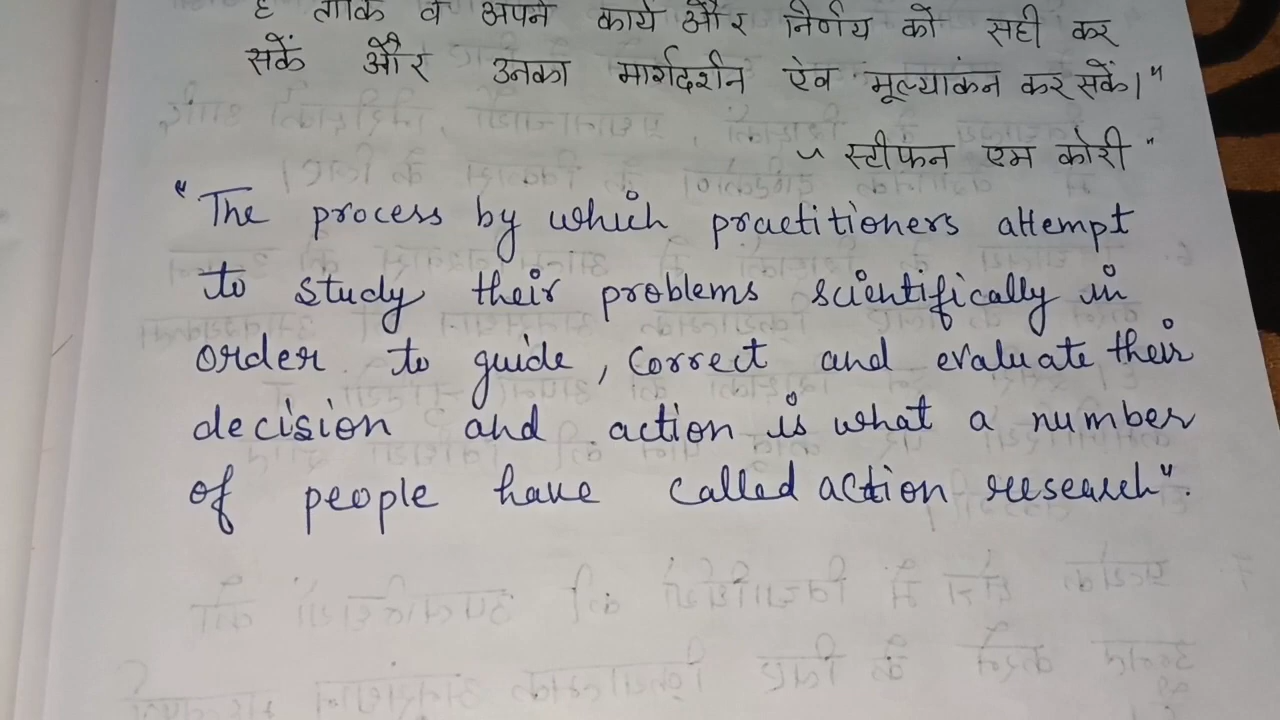 है ताकि वे अपने कार्य और निर्णय को सही कर
सकें और उनका मार्गदर्शन ऐंव मूल्याकंन कर सकें।"
" स्टीफन एम कोरी "
"The process by which practitioners attempt
to study their problems scientifically in
order to guide, correct and evaluate their
decision and action is what a number
of people have called action research".